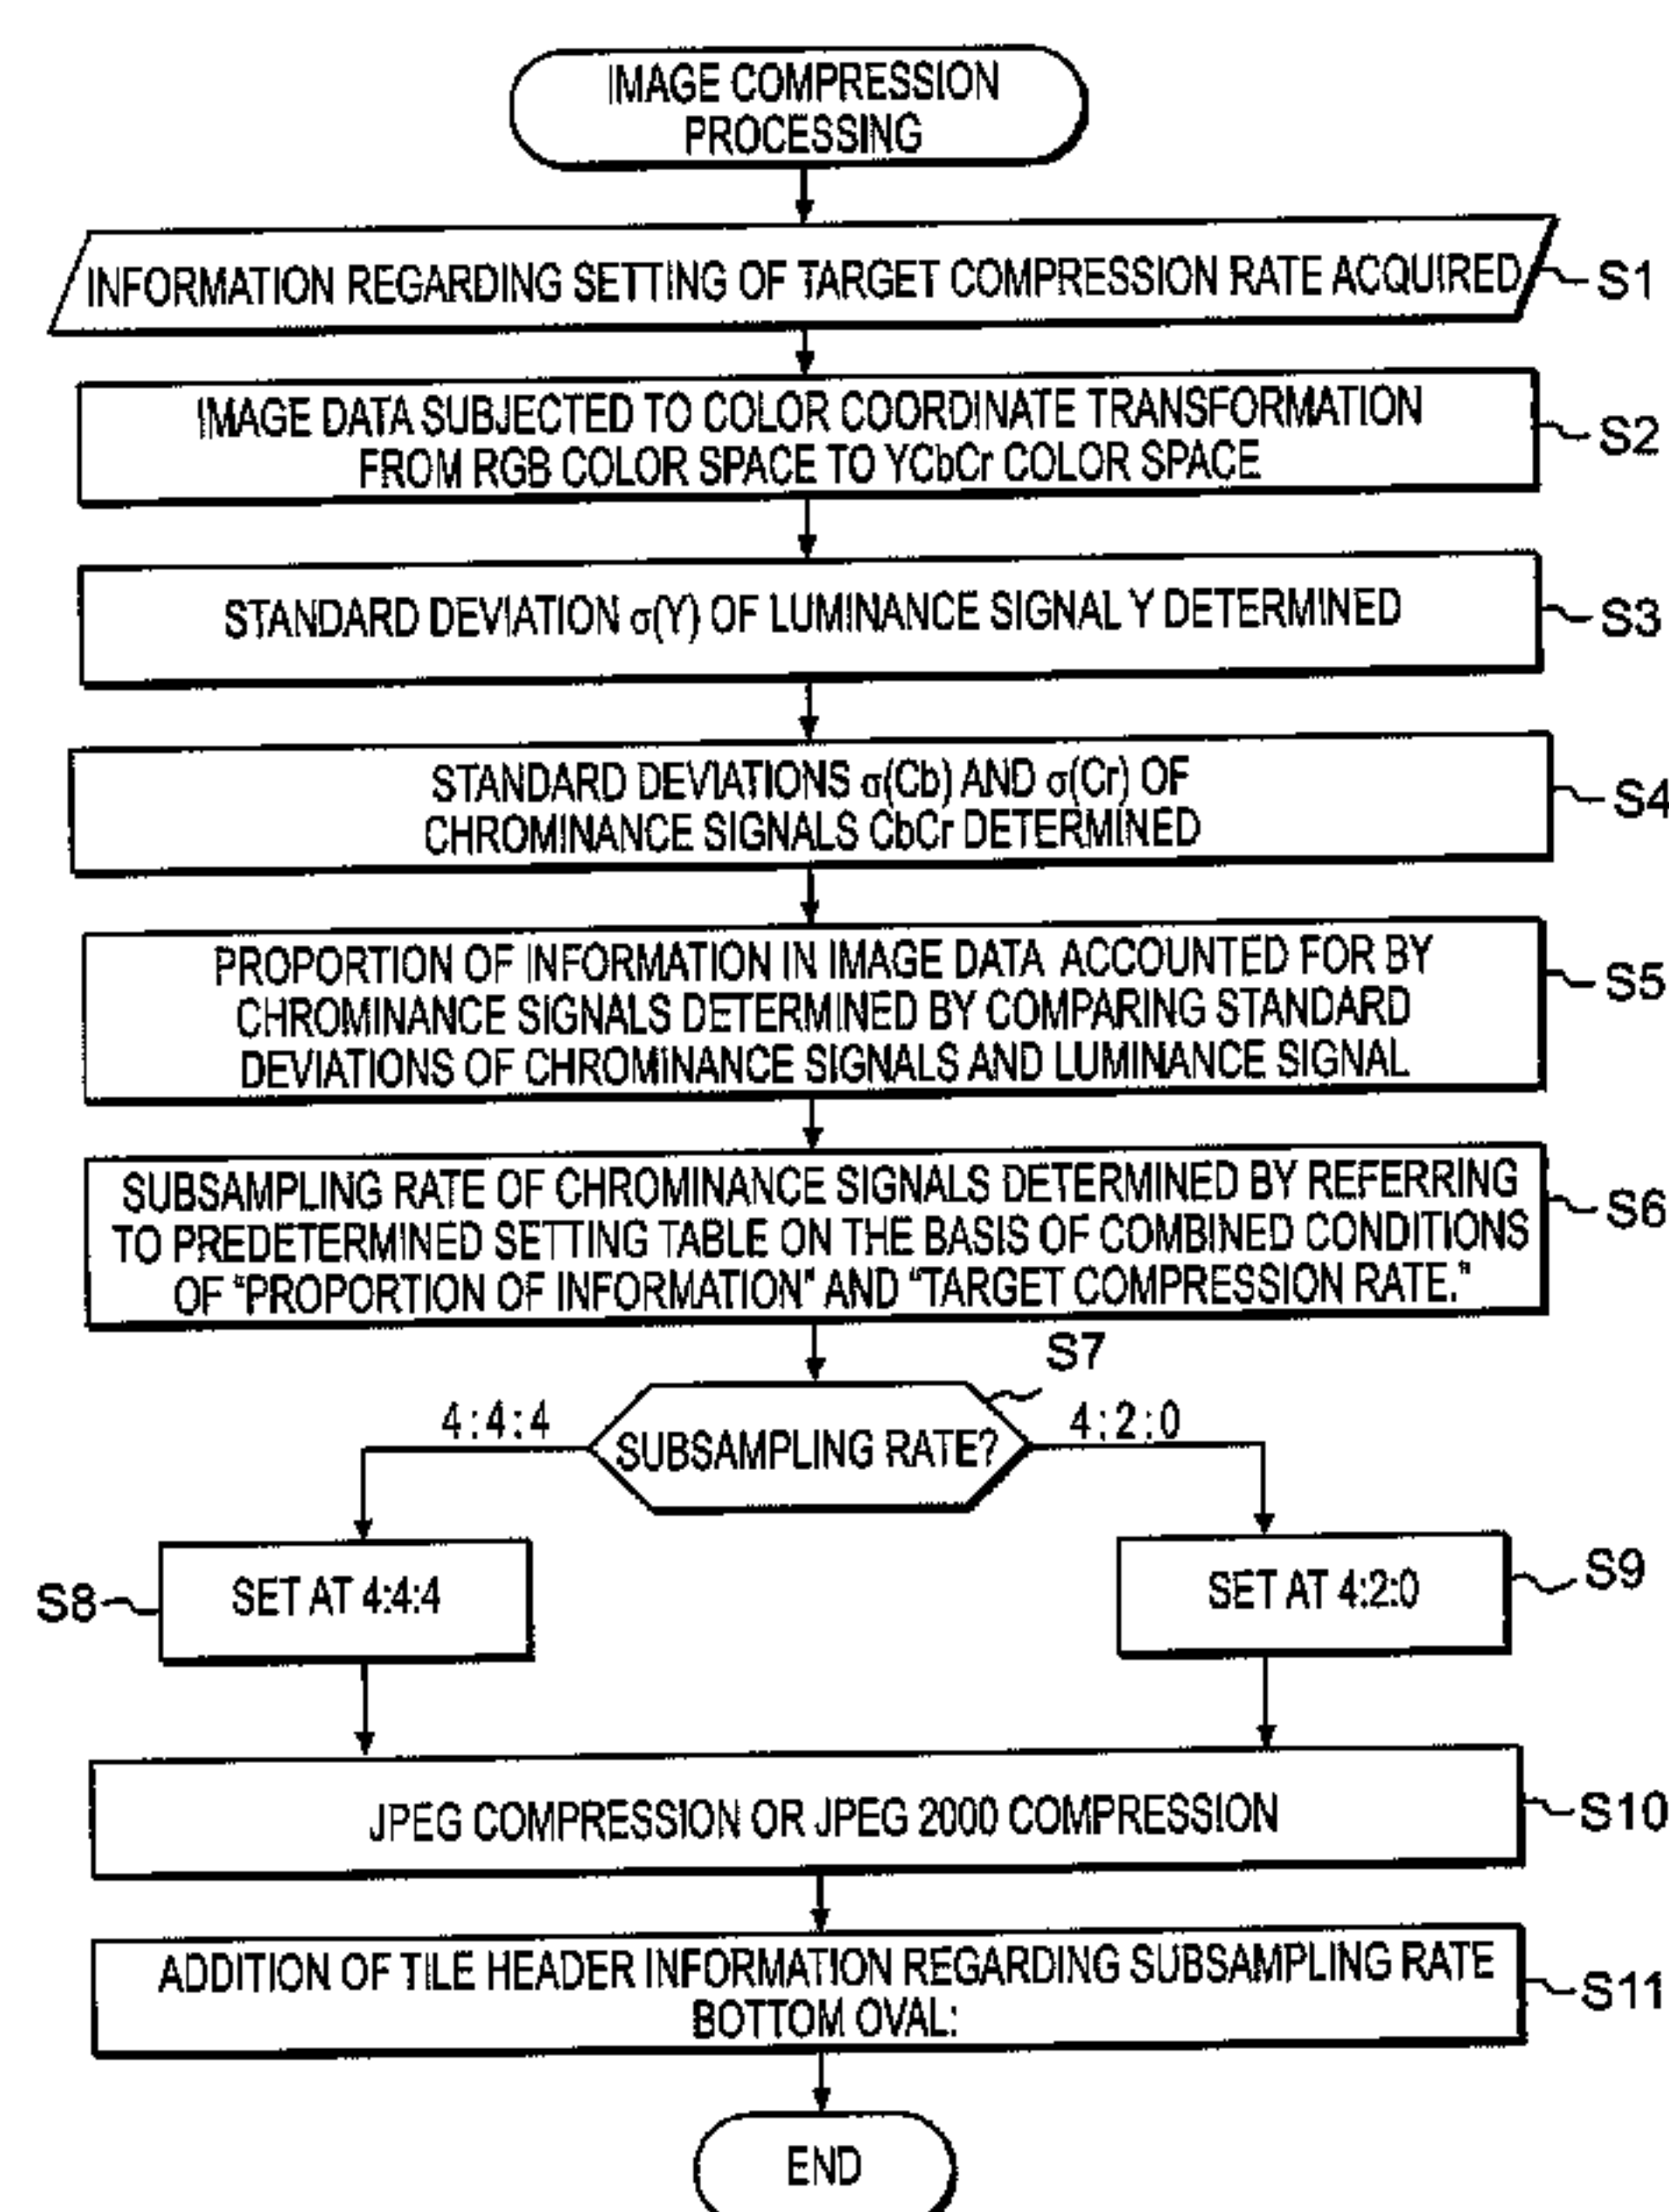 IMAGE COMPRESSION
PROCESSING
INFORMATION REGARDING SETTING OF TARGET COMPRESSION RATE ACQUIRED
S1
IMAGE DATA SUBJECTED TO COLOR COORDINATE TRANSFORMATION
FROM RGB COLOR SPACE TO YCbCr COLOR SPACE
S2
STANDARD DEVIATION σ(Y) OF LUMINANCE SIGNAL Y DETERMINED
S3
STANDARD DEVIATIONS σ(Cb) AND σ(Cr) OF
CHROMINANCE SIGNALS CbCr DETERMINED
S4
PROPORTION OF INFORMATION IN IMAGE DATA ACCOUNTED FOR BY
CHROMINANCE SIGNALS DETERMINED BY COMPARING STANDARD
DEVIATIONS OF CHROMINANCE SIGNALS AND LUMINANCE SIGNAL
S5
SUBSAMPLING RATE OF CHROMINANCE SIGNALS DETERMINED BY REFERRING
TO PREDETERMINED SETTING TABLE ON THE BASIS OF COMBINED CONDITIONS
OF "PROPORTION OF INFORMATION" AND "TARGET COMPRESSION RATE."
S6
S7
4:4:4
SUBSAMPLING RATE?
4:2:0
S8
SET AT 4:4:4
SET AT 4:2:0
S9
JPEG COMPRESSION OR JPEG 2000 COMPRESSION
S10
ADDITION OF TILE HEADER INFORMATION REGARDING SUBSAMPLING RATE
BOTTOM OVAL:
S11
END